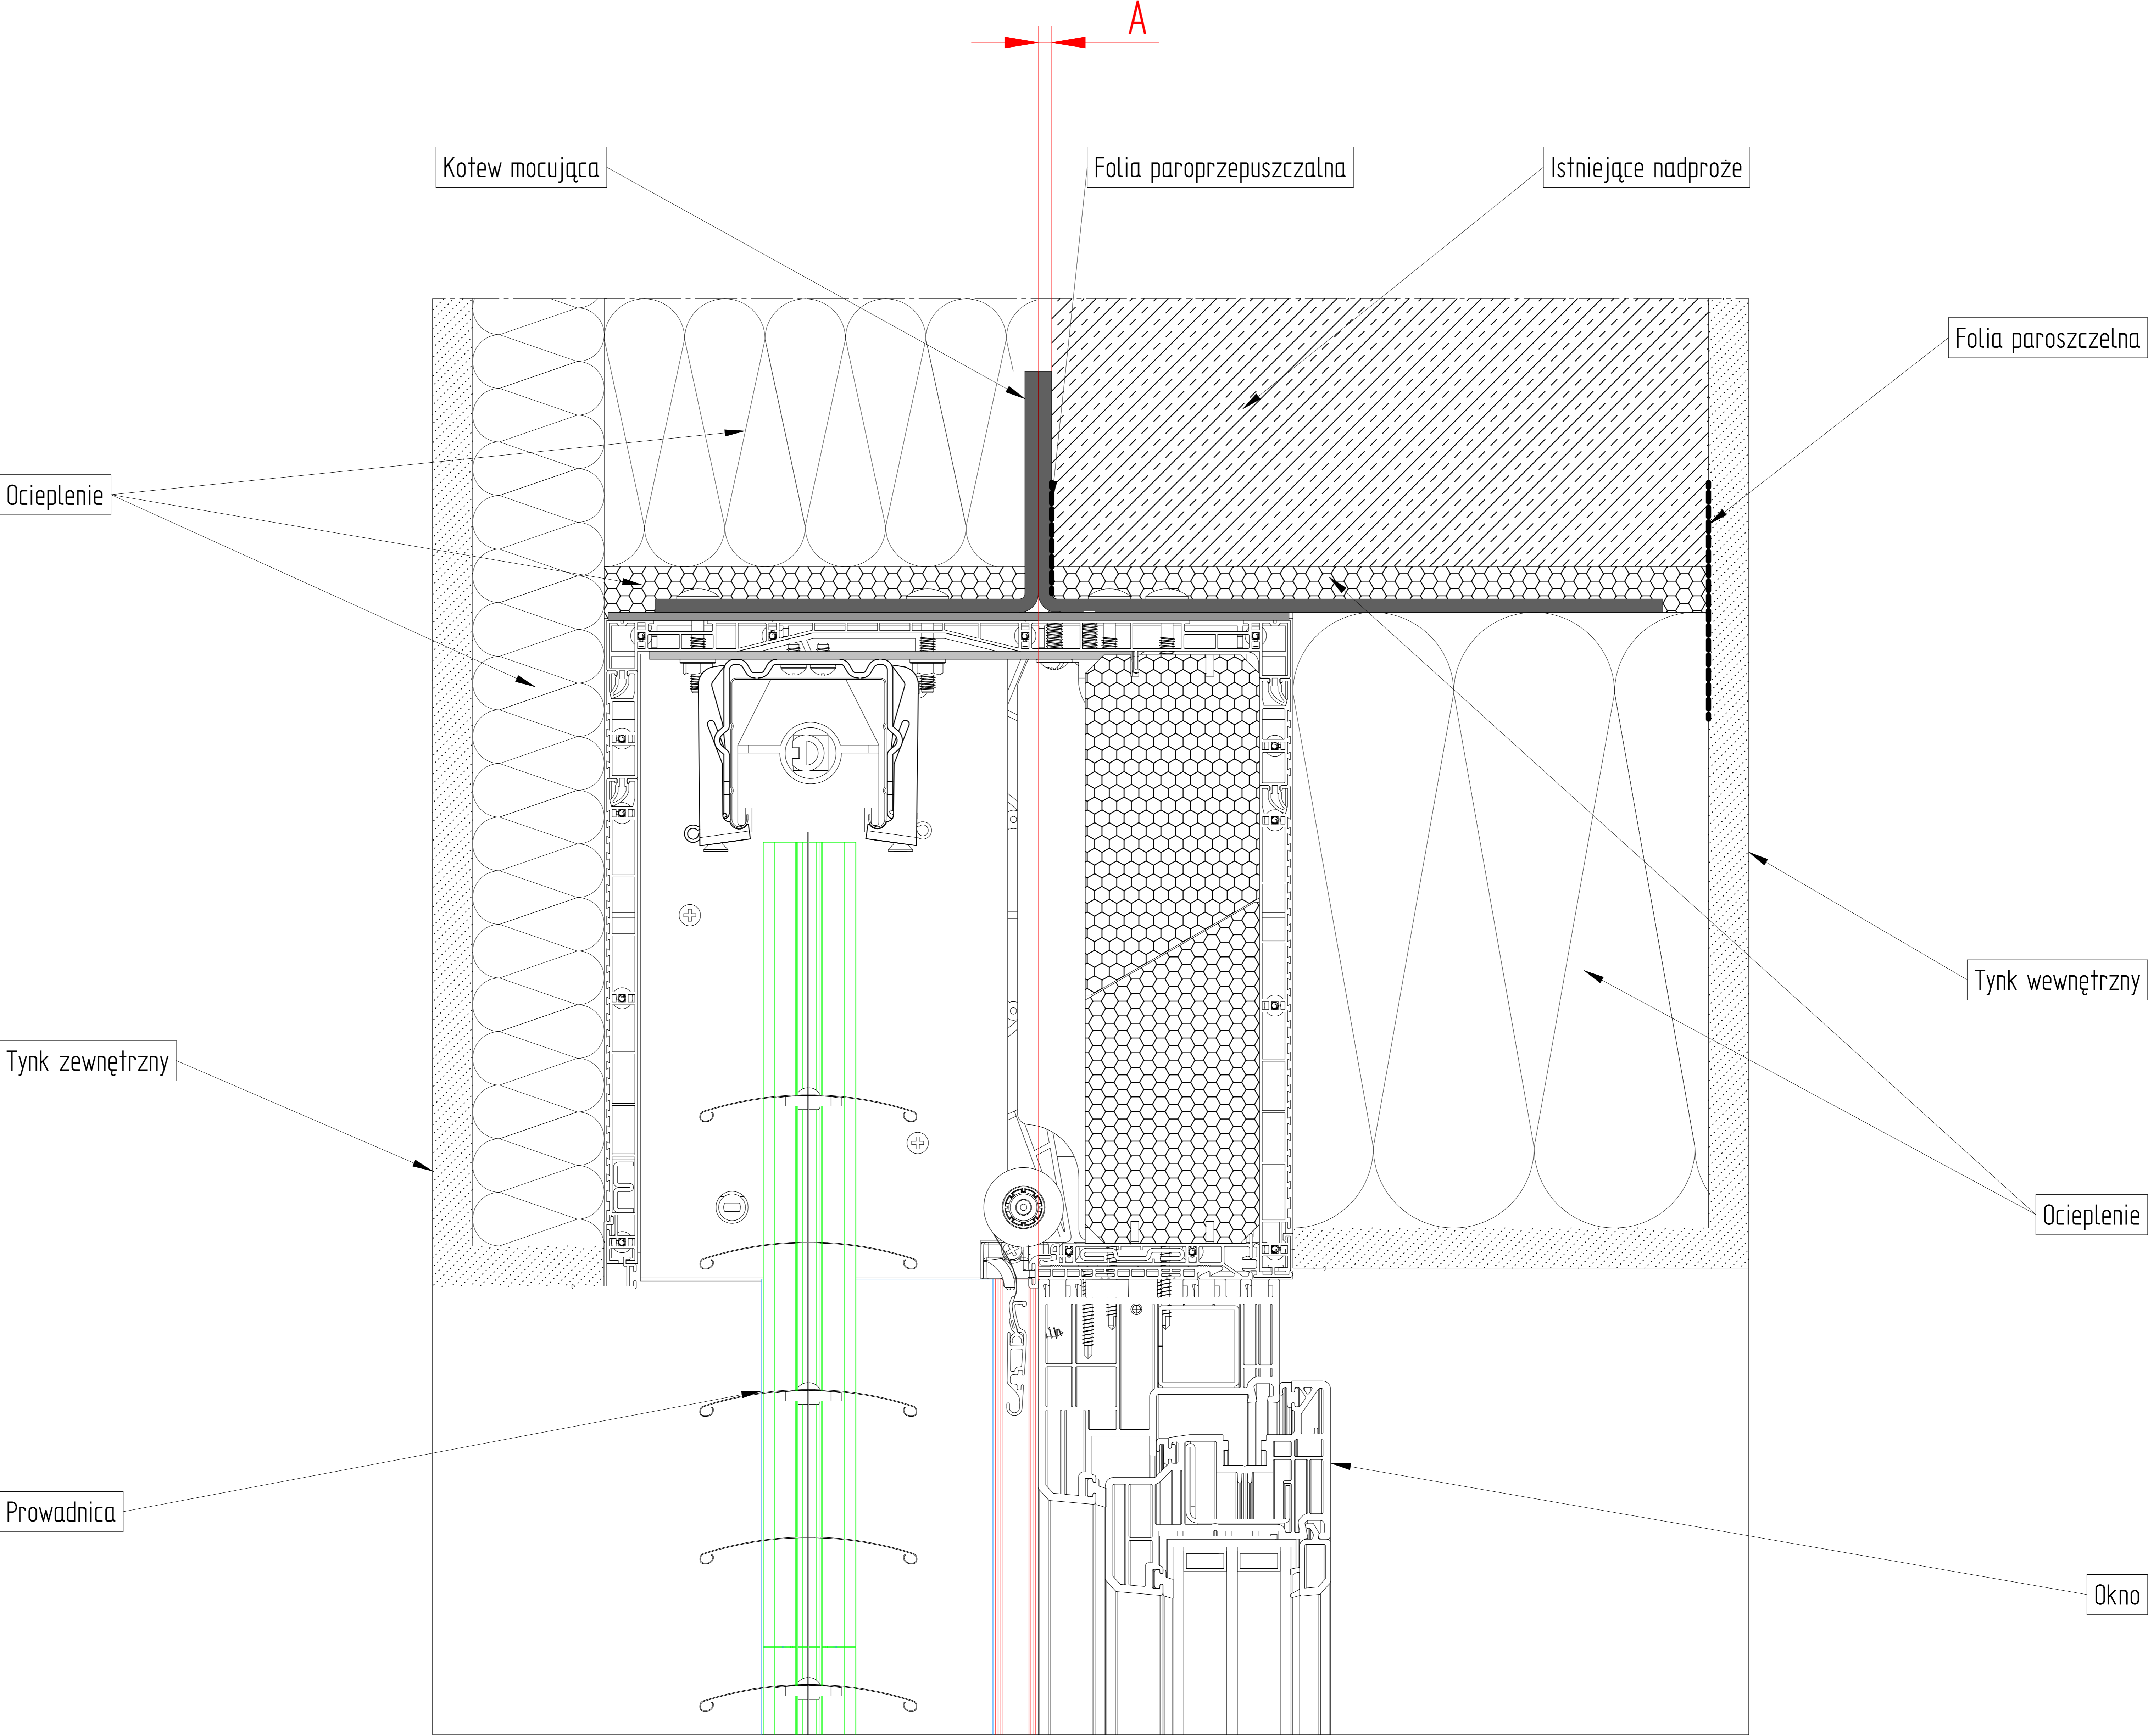 A
Kotew mocująca
Folia paroprzepuszczalna
Istniejące nadproże
Folia paroszczelna
Ocieplenie
Tynk wewnętrzny
Tynk zewnętrzny
Ocieplenie
Prowadnica
Okno